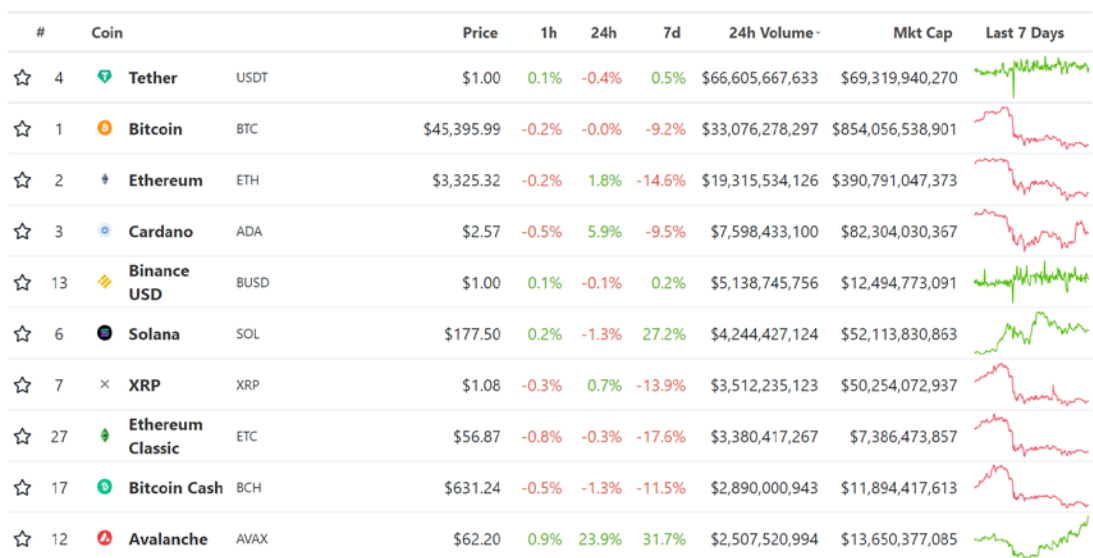 # Coin Price 1h 24h 7d 24h Volume Mkt Cap Last 7 Days
4 Tether USDT $1.00 0.1% -0.4% 0.5% $66,605,667,633 $69,319,940,270
1 Bitcoin BTC $45,395.99 -0.2% -0.0% -9.2% $33,076,278,297 $854,056,538,901
2 Ethereum ETH $3,325.32 -0.2% 1.8% -14.6% $19,315,534,126 $390,791,047,373
3 Cardano ADA $2.57 -0.5% 5.9% -9.5% $7,598,433,100 $82,304,030,367
13 Binance USD BUSD $1.00 0.1% -0.1% 0.2% $5,138,745,756 $12,494,773,091
6 Solana SOL $177.50 0.2% -1.3% 27.2% $4,244,427,124 $52,113,830,863
7 XRP XRP $1.08 -0.3% 0.7% -13.9% $3,512,235,123 $50,254,072,937
27 Ethereum Classic ETC $56.87 -0.8% -0.3% -17.6% $3,380,417,267 $7,386,473,857
17 Bitcoin Cash BCH $631.24 -0.5% -1.3% -11.5% $2,890,000,943 $11,894,417,613
12 Avalanche AVAX $62.20 0.9% 23.9% 31.7% $2,507,520,994 $13,650,377,085